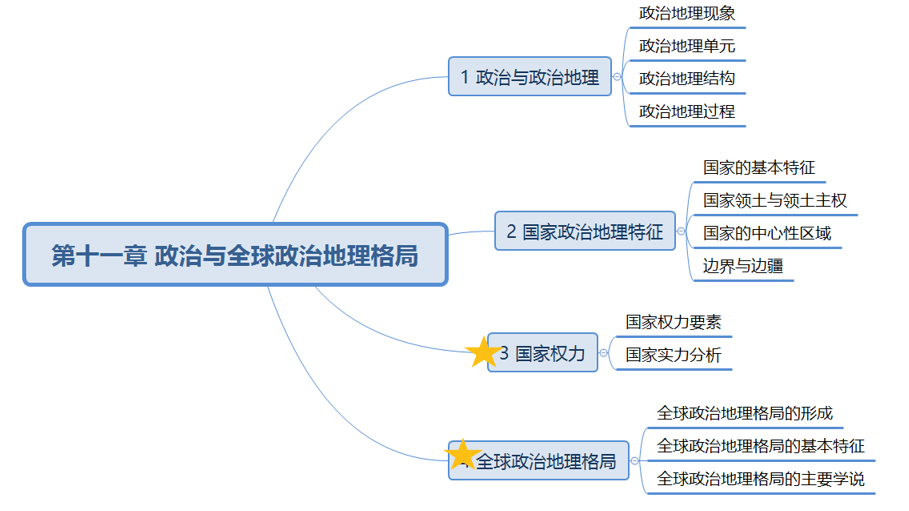 第十一章 政治与全球政治地理格局
1 政治与政治地理
政治地理现象
政治地理单元
政治地理结构
政治地理过程
2 国家政治地理特征
国家的基本特征
国家领土与领土主权
国家的中心性区域
边界与边疆
3 国家权力
国家权力要素
国家实力分析
全球政治地理格局
全球政治地理格局的形成
全球政治地理格局的基本特征
全球政治地理格局的主要学说